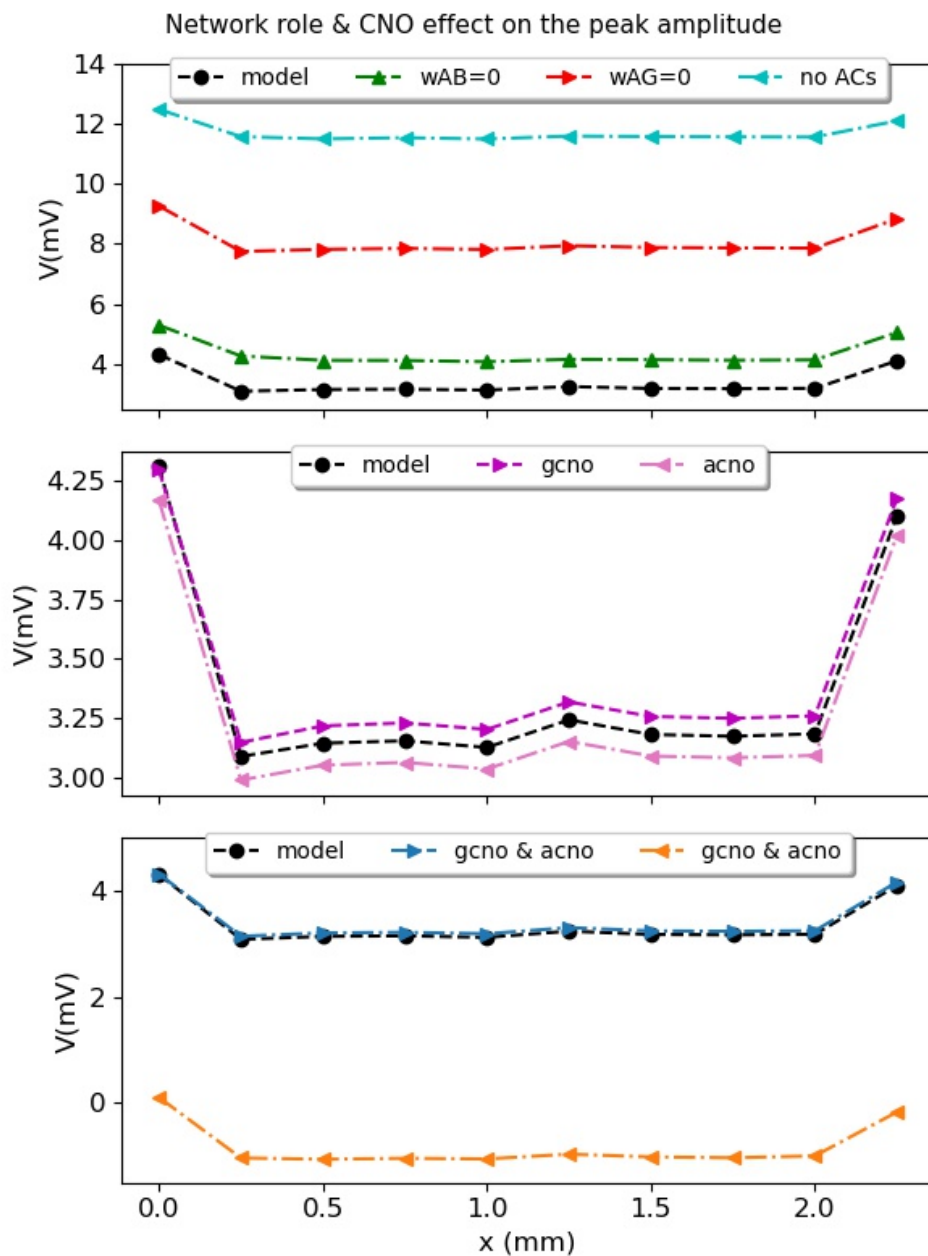 Network role & CNO effect on the peak amplitude
model wAB=0 wAG=0 no ACs
14
12
10
8
6
4
V(mV)
model gcno acno
4.25
4.00
3.75
3.50
3.25
3.00
V(mV)
model gcno & acno gcno & acno
4
2
0
V(mV)
0.0 0.5 1.0 1.5 2.0
x (mm)